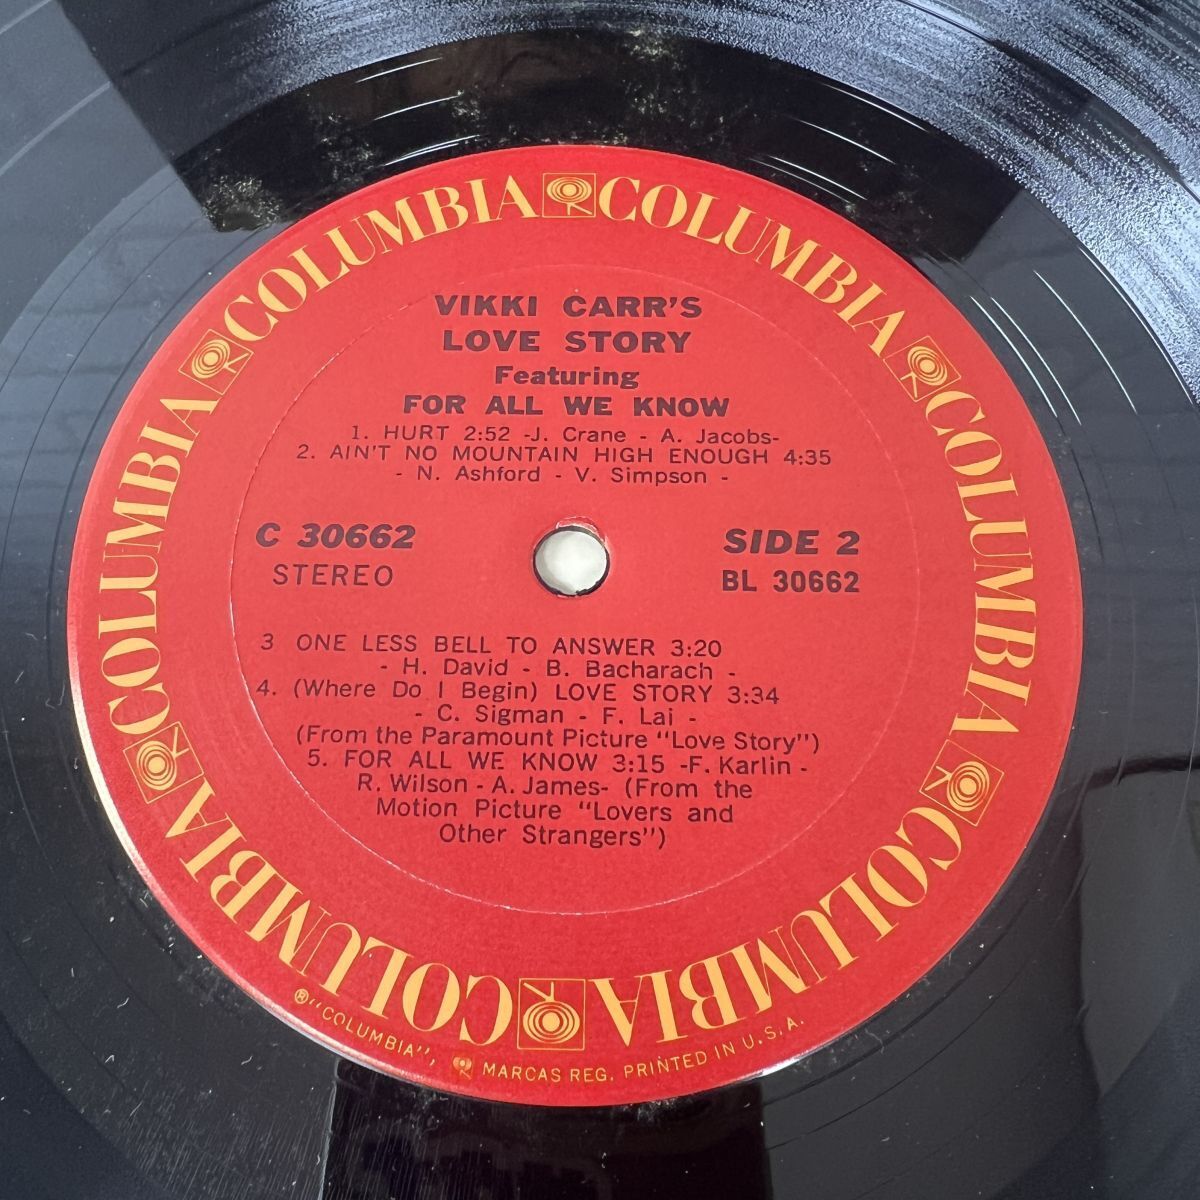 COLUMBIA COLUMBIA COLUMBIA COLUMBIA COLUMBIA COLUMBIA
VIKKI CARR'S
LOVE STORY
Featuring
FOR ALL WE KNOW
1. HURT 2:52 -J. Crane - A. Jacobs-
2. AIN'T NO MOUNTAIN HIGH ENOUGH 4:35
- N. Ashford - V. Simpson -
C 30662
STEREO
SIDE 2
BL 30662
3 ONE LESS BELL TO ANSWER 3:20
- H. David - B. Bacharach -
4. (Where Do I Begin) LOVE STORY 3:34
- C. Sigman - F. Lai -
(From the Paramount Picture "Love Story")
5. FOR ALL WE KNOW 3:15 -F. Karlin -
R. Wilson - A. James- (From the
Motion Picture "Lovers and
Other Strangers")
®"COLUMBIA", MARCAS REG. PRINTED IN U.S.A.